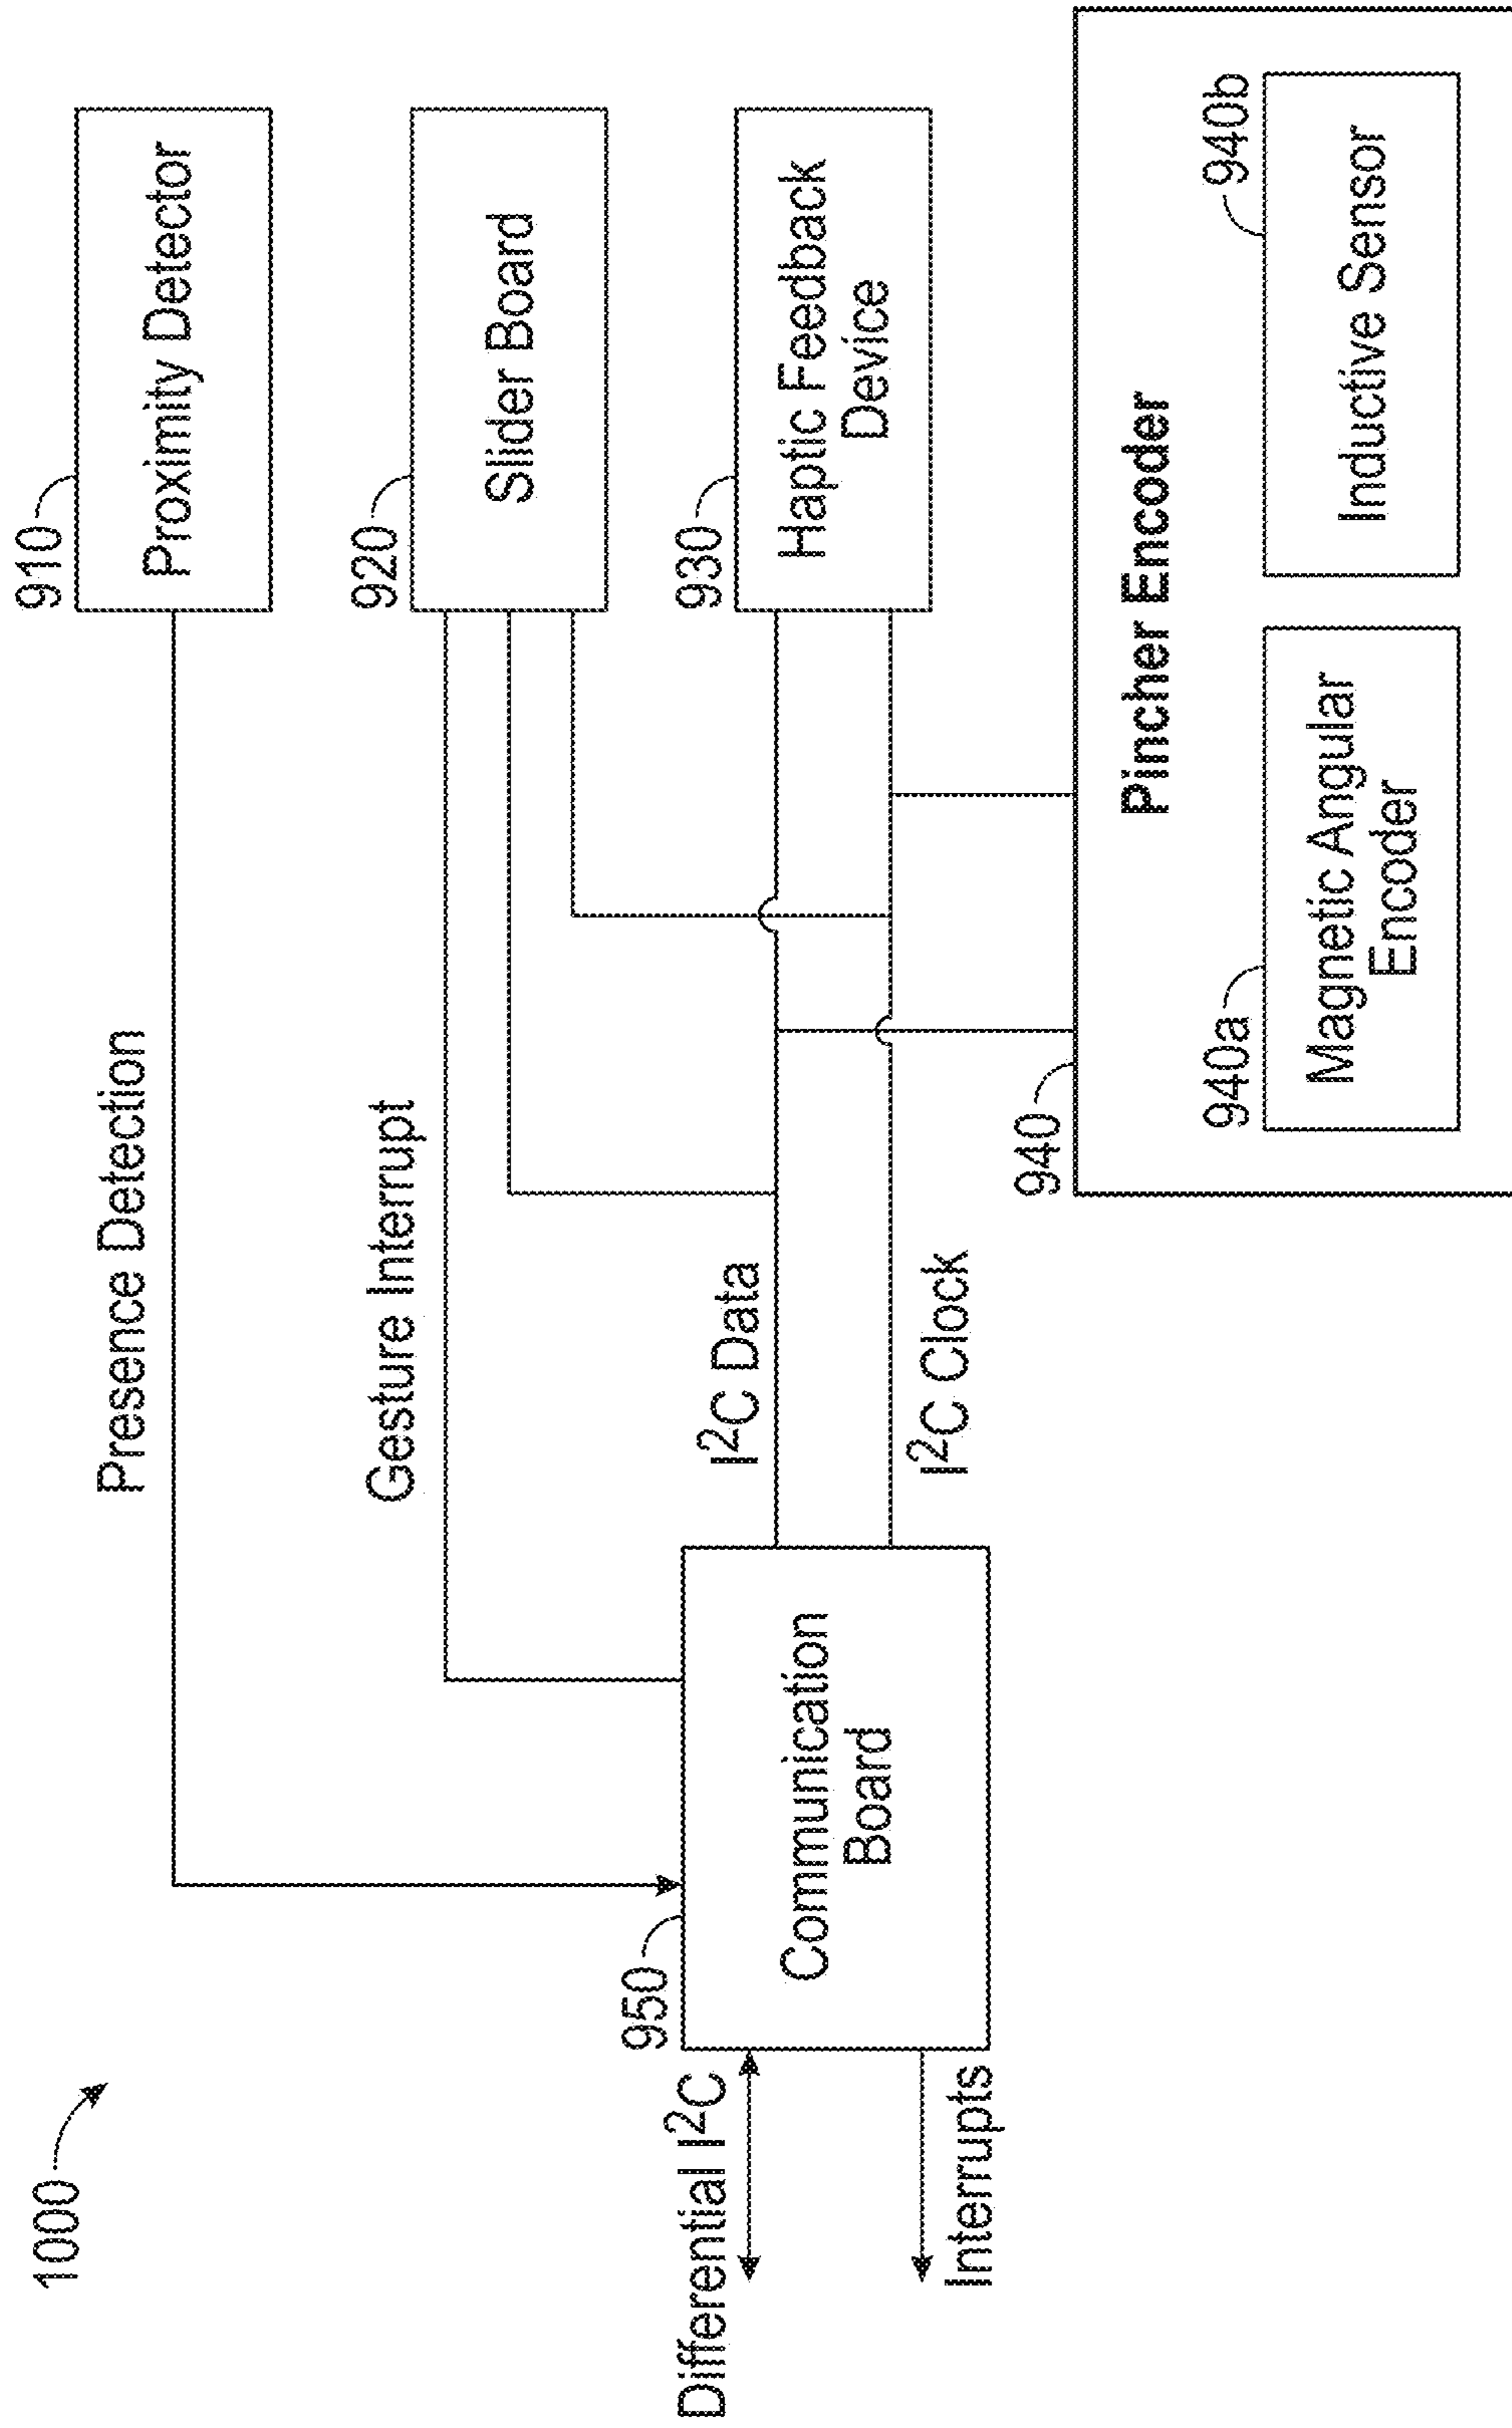 1000
910
Proximity Detector
Presence Detection
920
Slider Board
Gesture Interrupt
930
Haptic Feedback
Device
I²C Data
I²C Clock
950
Communication
Board
Differential I²C
Interrupts
940
Pincher Encoder
940a
Magnetic Angular
Encoder
940b
Inductive Sensor